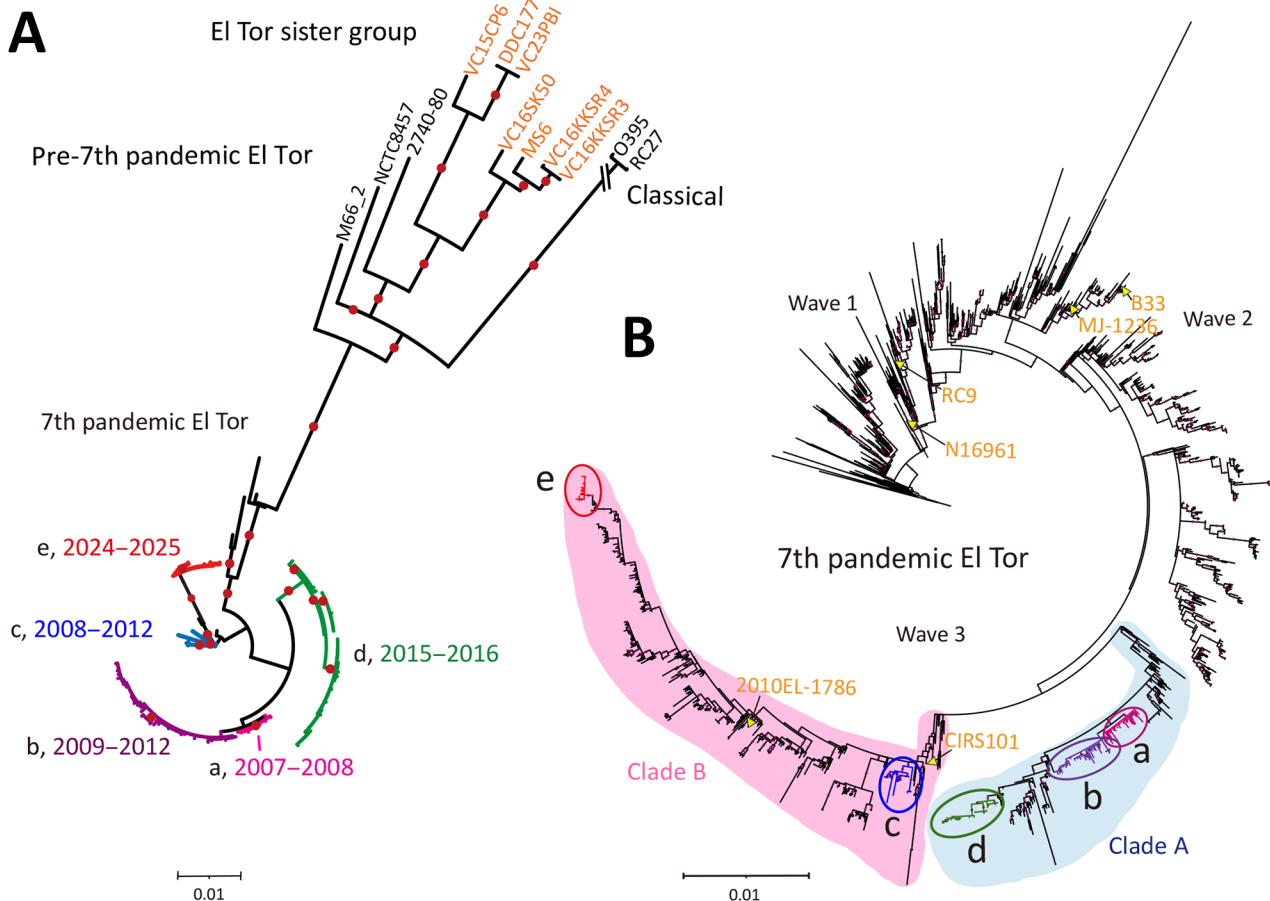 A
El Tor sister group
VC15CP6
DDC177
VC23PBI
NCTC8457
2740-80
VC16SK50
MS6
VC16KKSR4
VC16KKSR3
O395
RC27
Pre-7th pandemic El Tor
M66_2
Classical
7th pandemic El Tor
e, 2024–2025
c, 2008–2012
d, 2015–2016
b, 2009–2012
a, 2007–2008
0.01
B
Wave 1
B33
MJ-1236
Wave 2
RC9
N16961
e
7th pandemic El Tor
Wave 3
2010EL-1786
CIRS101
Clade B
a
b
c
d
Clade A
0.01